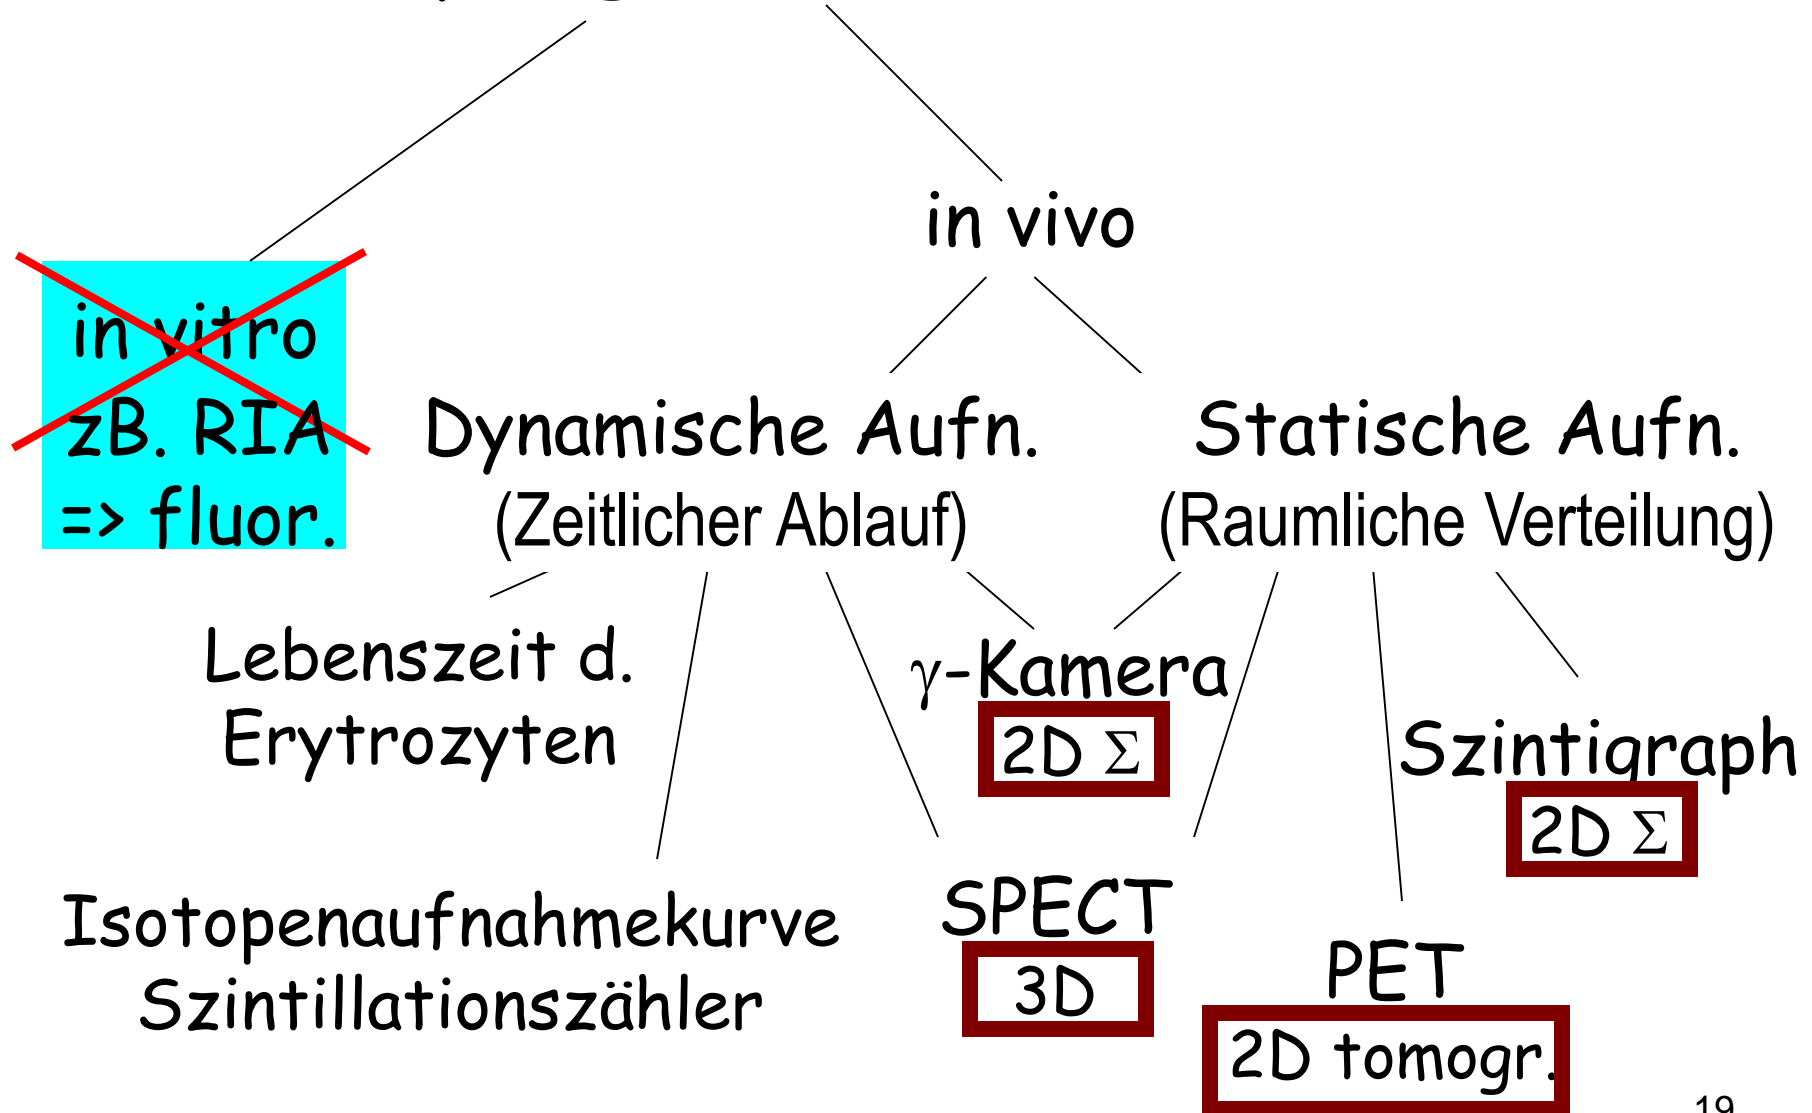 in vivo
in vitro
zB. RIA
=> fluor.
Dynamische Aufn.
(Zeitlicher Ablauf)
Statische Aufn.
(Raumliche Verteilung)
Lebenszeit d.
Erytrozyten
γ-Kamera
2D Σ
Szintigraph
2D Σ
Isotopenaufnahmekurve
Szintillationszähler
SPECT
3D
PET
2D tomogr.
19